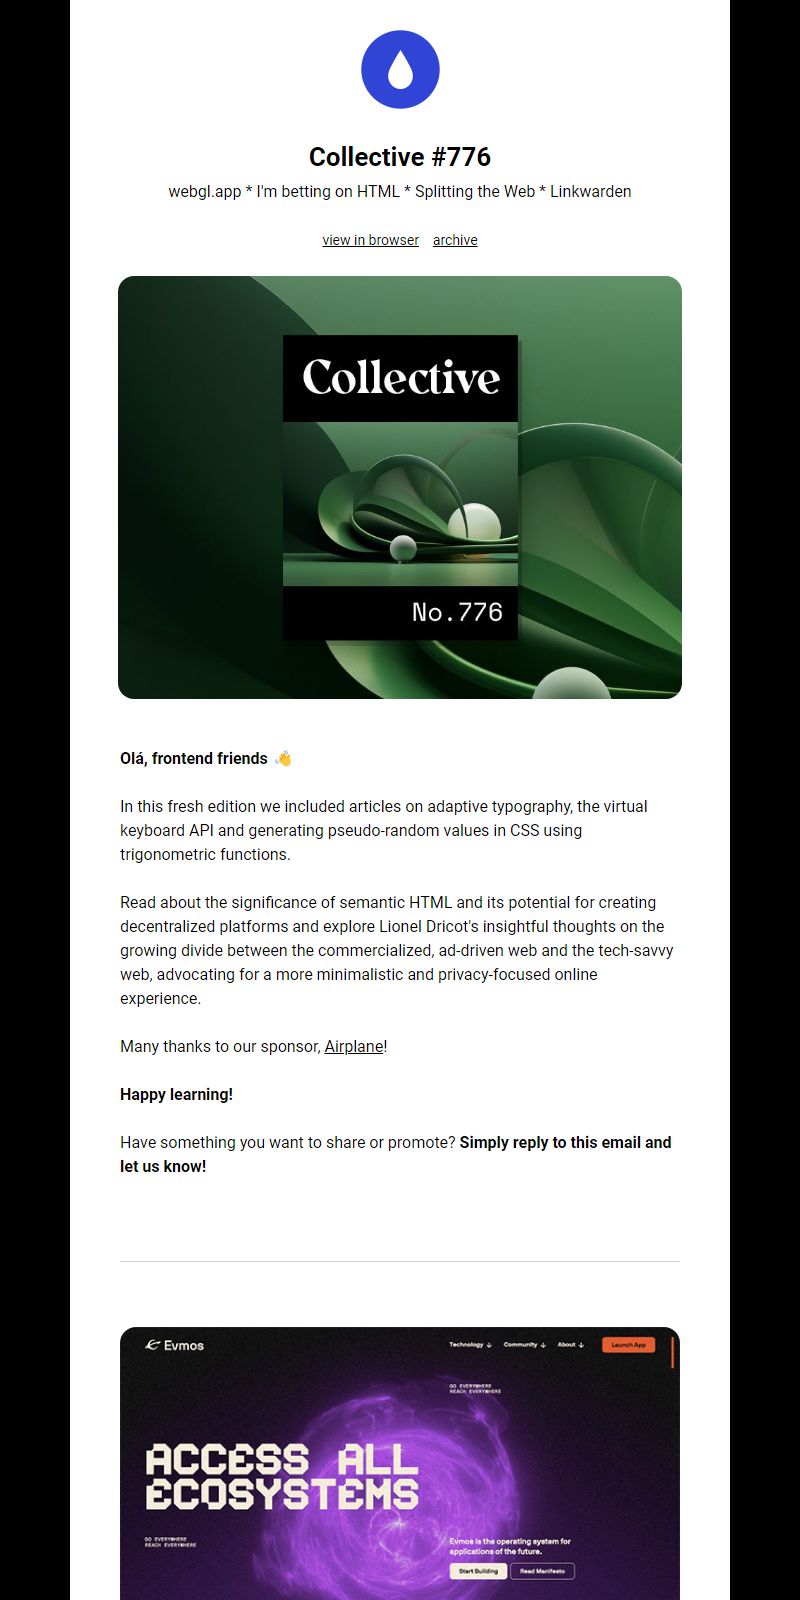 Collective #776
webgl.app * I'm betting on HTML * Splitting the Web * Linkwarden
view in browser archive
Collective
No.776
Olá, frontend friends 👋
In this fresh edition we included articles on adaptive typography, the virtual
keyboard API and generating pseudo-random values in CSS using
trigonometric functions.
Read about the significance of semantic HTML and its potential for creating
decentralized platforms and explore Lionel Dricot's insightful thoughts on the
growing divide between the commercialized, ad-driven web and the tech-savvy
web, advocating for a more minimalistic and privacy-focused online
experience.
Many thanks to our sponsor, Airplane!
Happy learning!
Have something you want to share or promote? Simply reply to this email and
let us know!
Evmos
Technology ↓ Community ↓ About ↓ Launch App
GO EVERYWHERE
REACH EVERYWHERE
ACCESS ALL
ECOSYSTEMS
GO EVERYWHERE
REACH EVERYWHERE
Evmos is the operating system for
applications of the future.
Start Building Read Manifesto